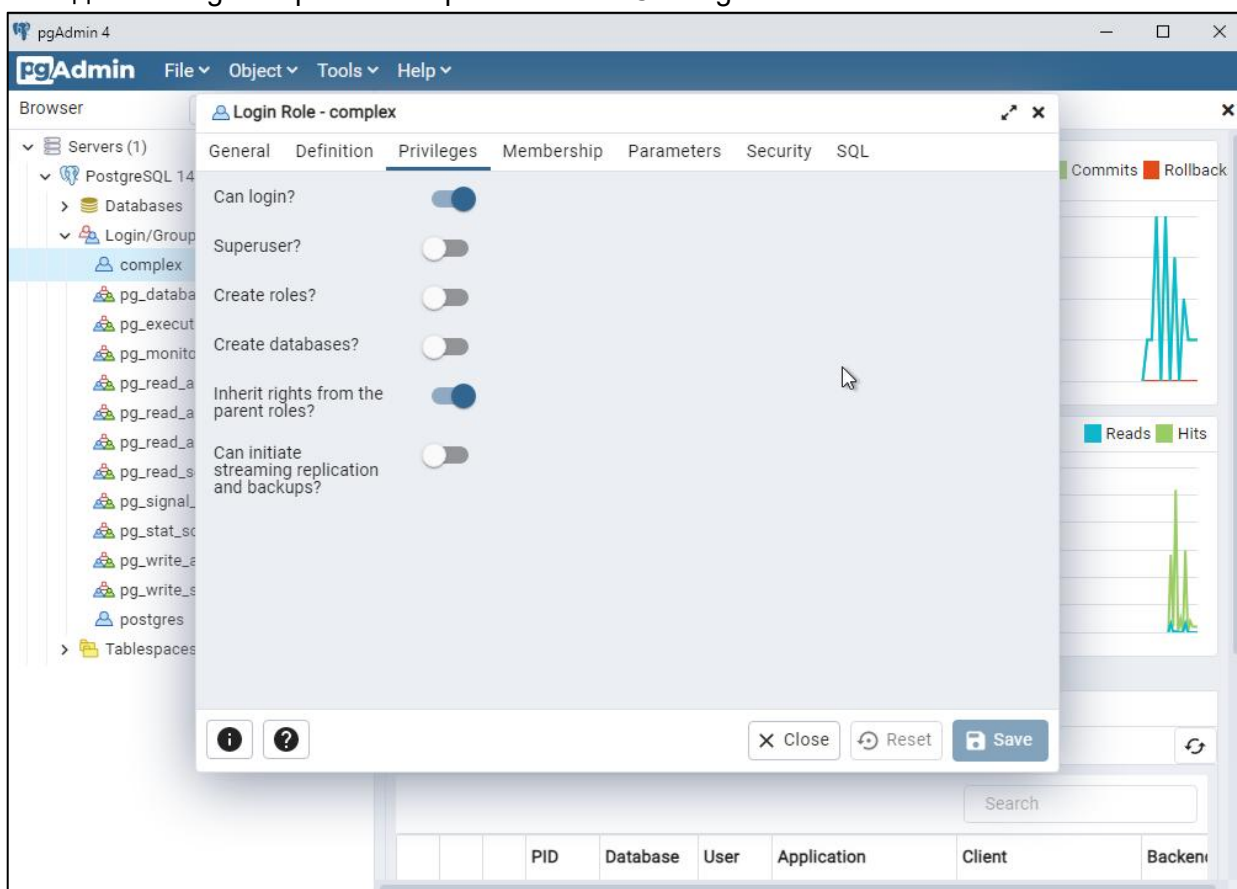 pgAdmin 4
pgAdmin File Object Tools Help
Browser
Servers (1)
PostgreSQL 14
Databases
Login/Group
complex
pg_databa
pg_execut
pg_monito
pg_read_a
pg_read_a
pg_read_a
pg_read_s
pg_signal_
pg_stat_sc
pg_write_a
pg_write_s
postgres
Tablespaces
Login Role - complex
General Definition Privileges Membership Parameters Security SQL
Can login?
Superuser?
Create roles?
Create databases?
Inherit rights from the
parent roles?
Can initiate
streaming replication
and backups?
Close Reset Save
Commits Rollback
Reads Hits
Search
PID Database User Application Client Backen